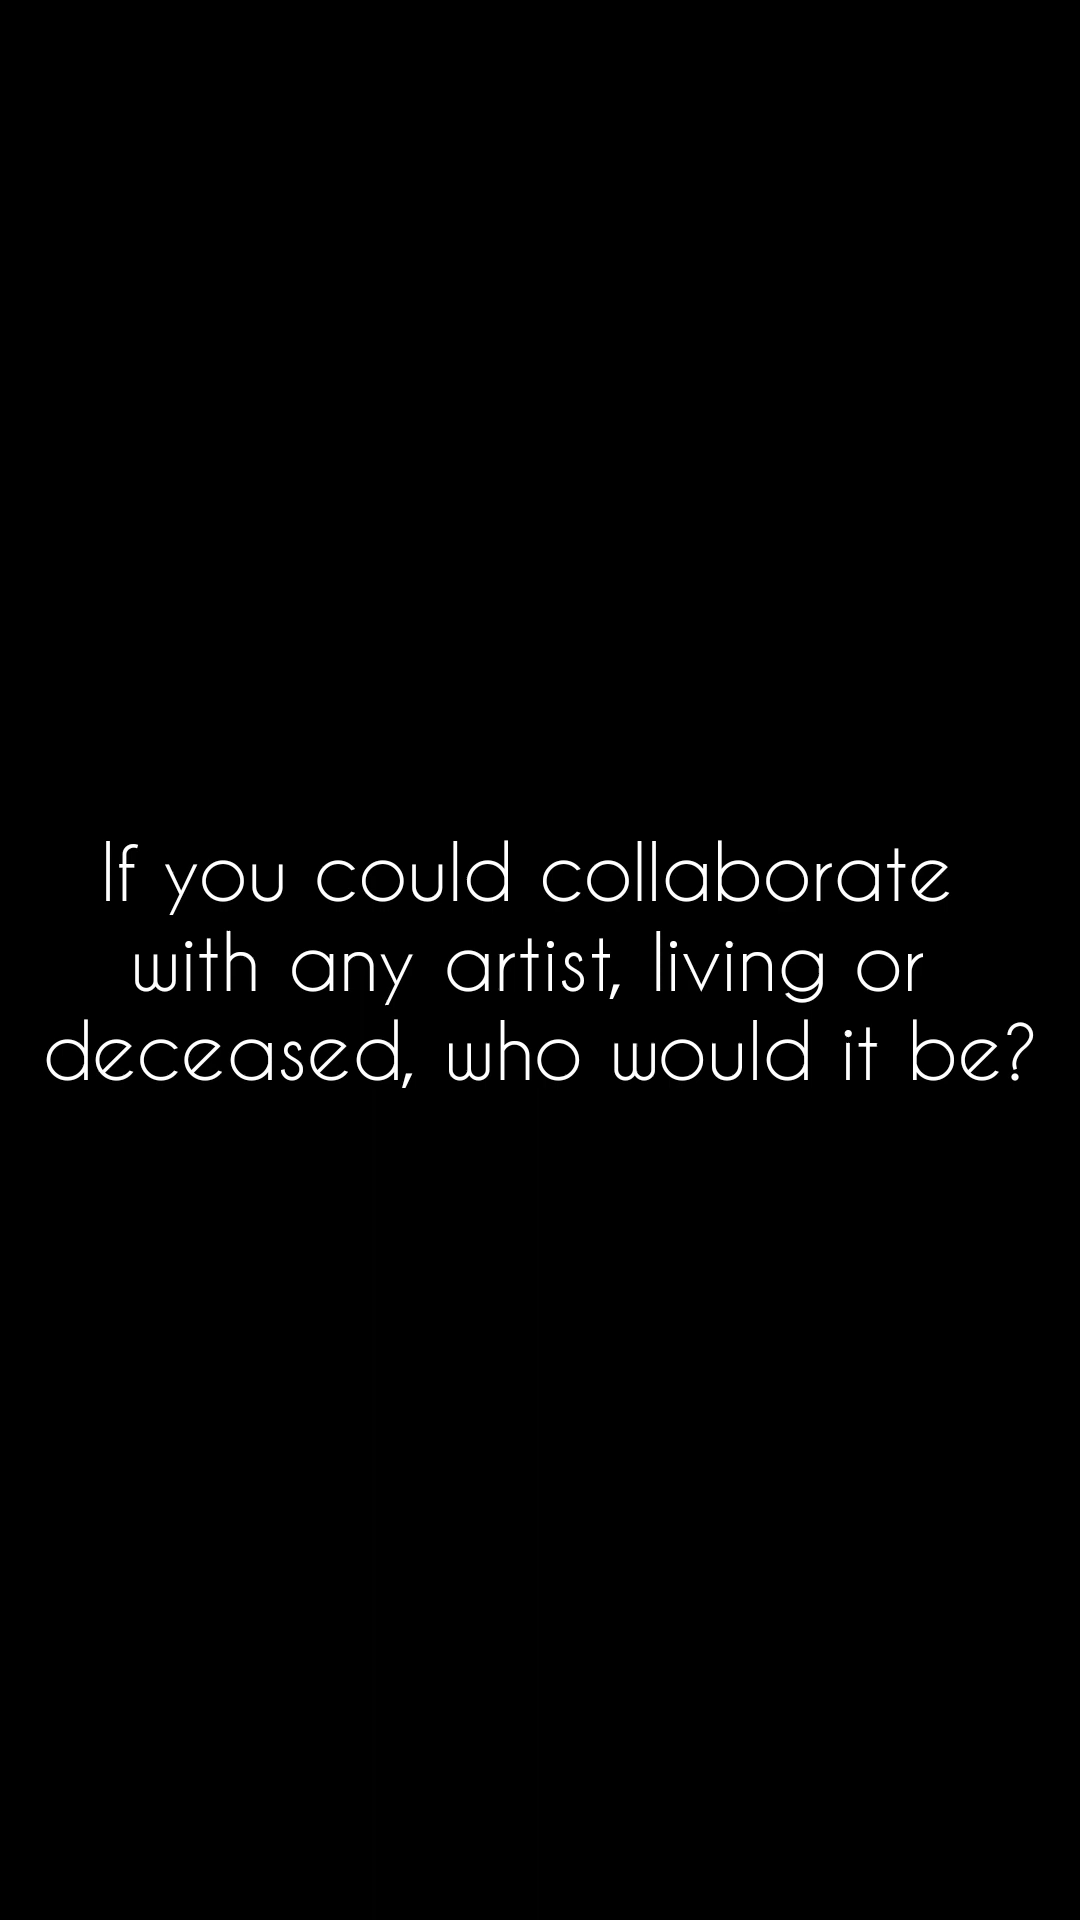 If you could collaborate
with any artist, living or
deceased, who would it be?